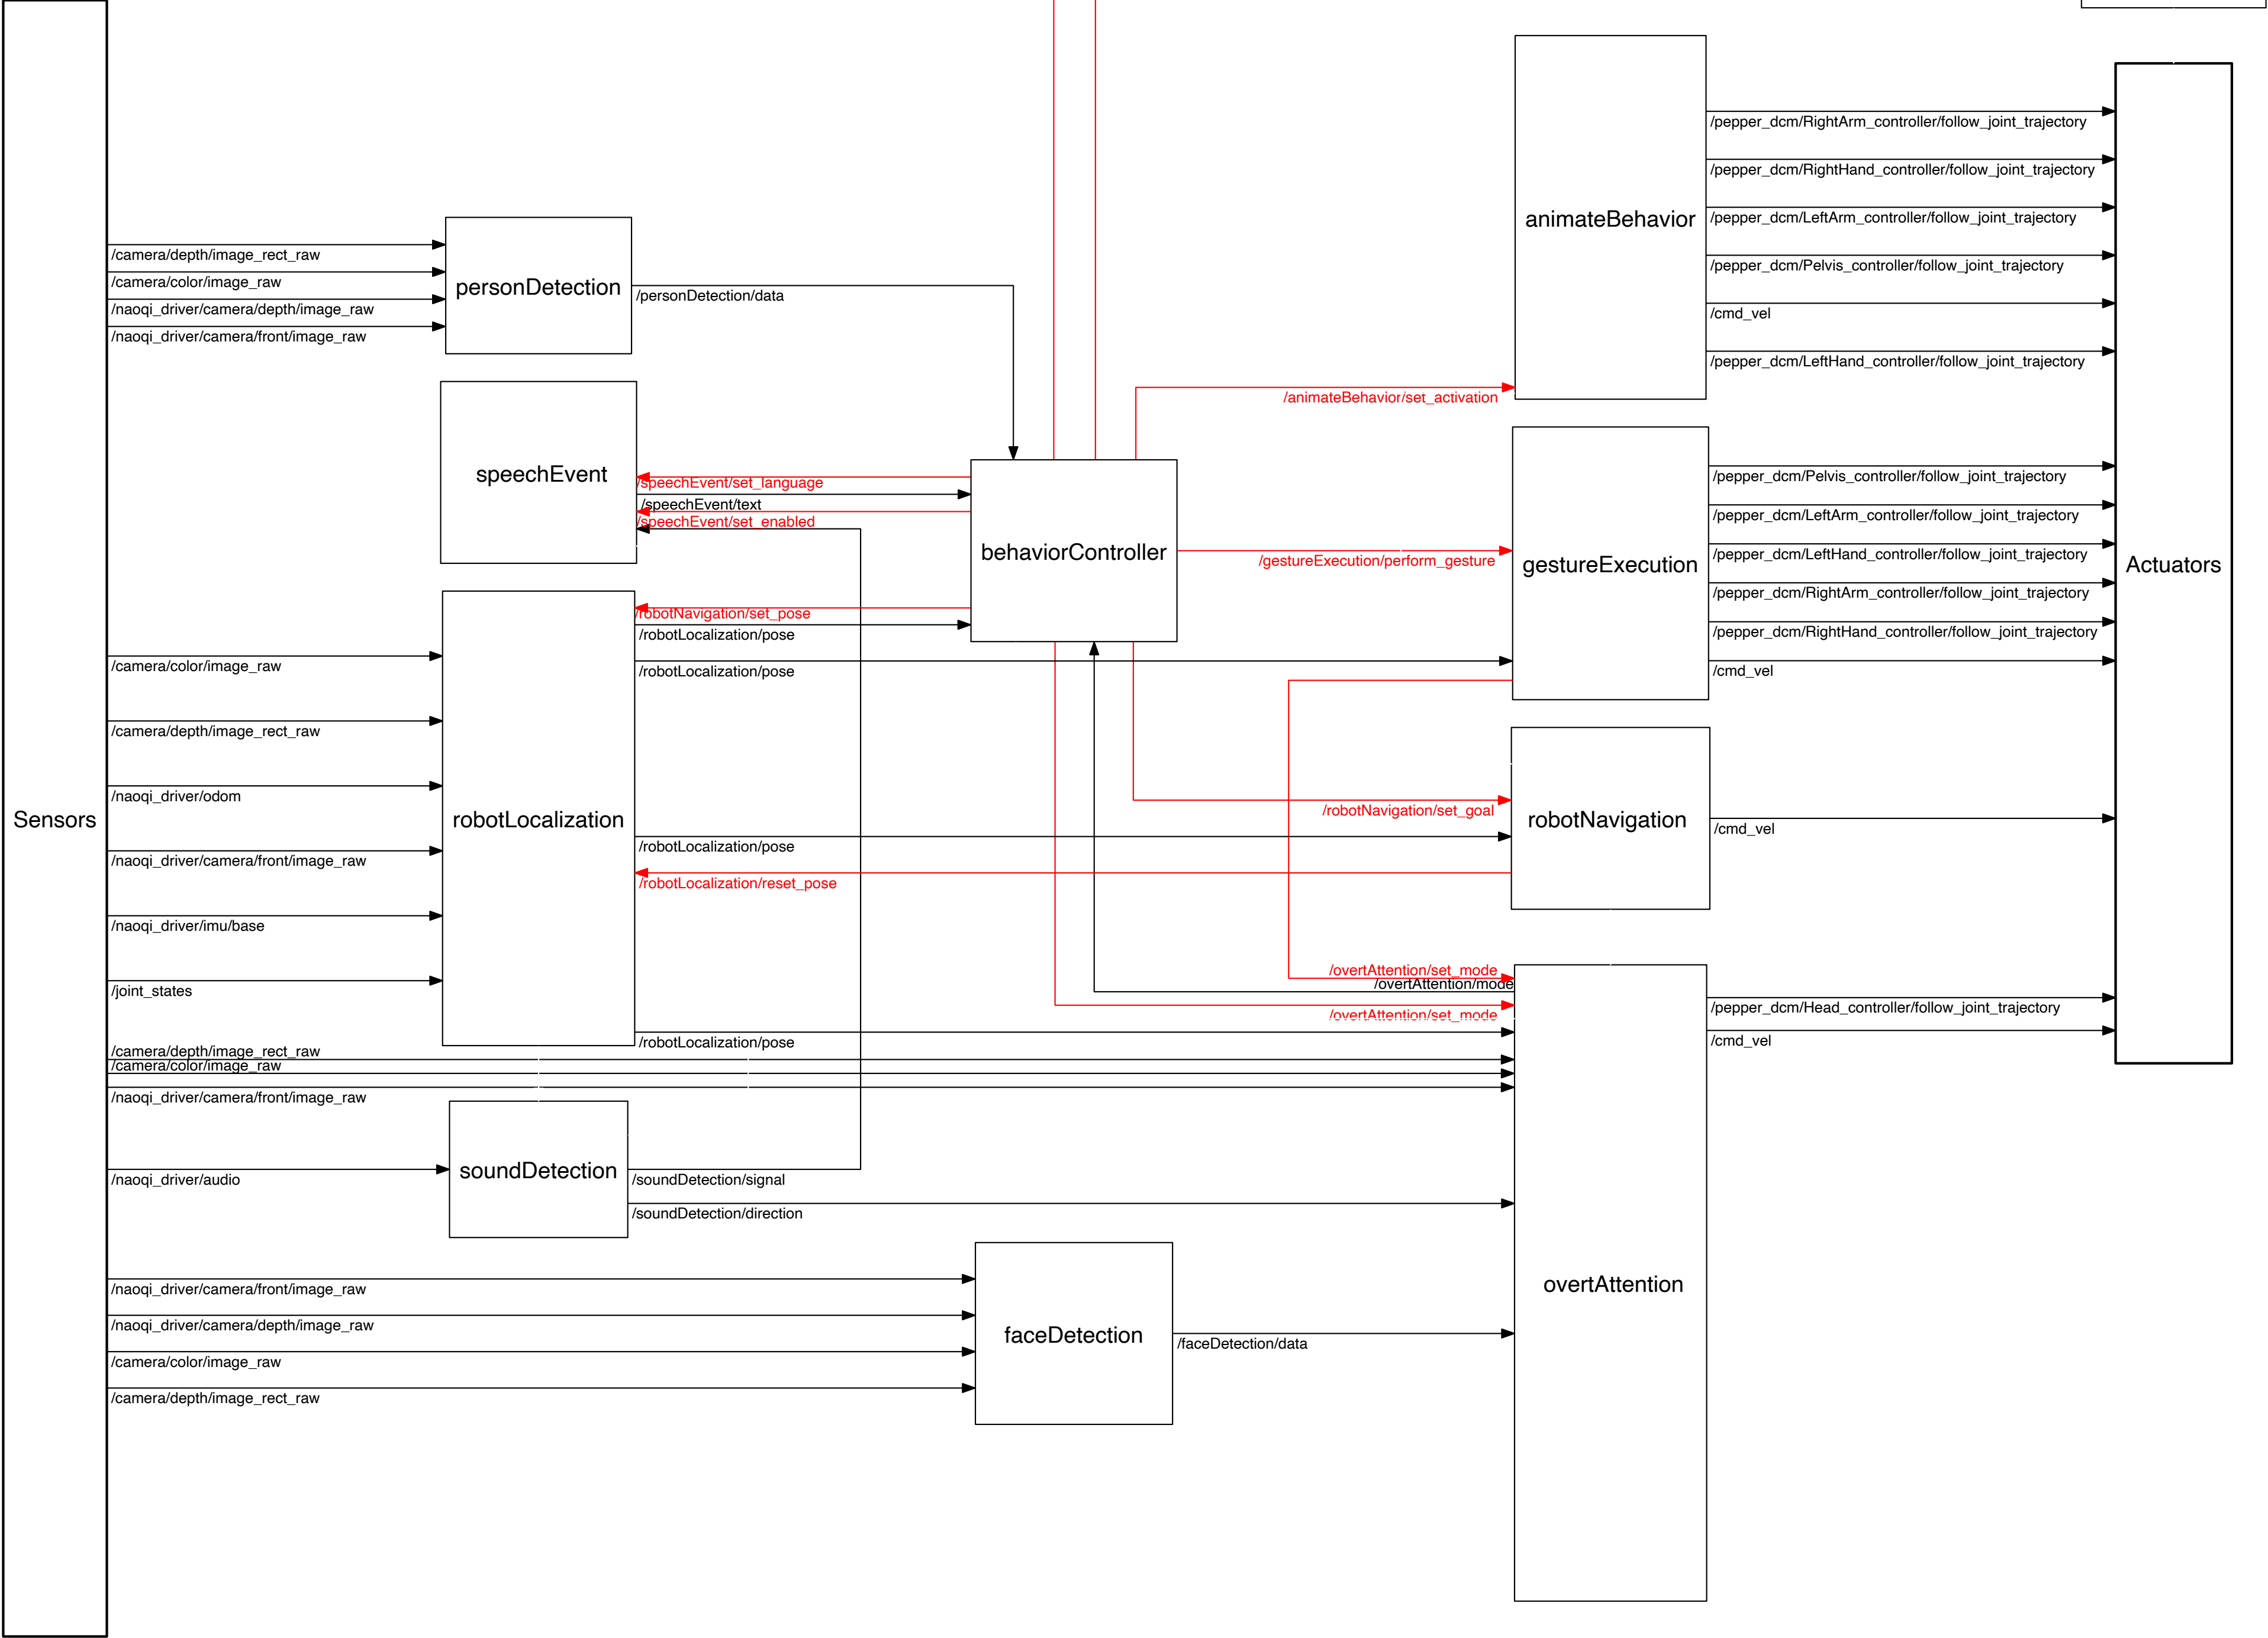 Sensors
/camera/depth/image_rect_raw
/camera/color/image_raw
/naoqi_driver/camera/depth/image_raw
/naoqi_driver/camera/front/image_raw
personDetection
/personDetection/data
speechEvent
/speechEvent/set_language
/speechEvent/text
/speechEvent/set_enabled
behaviorController
/robotNavigation/set_pose
/robotLocalization/pose
/robotLocalization/pose
/camera/color/image_raw
/camera/depth/image_rect_raw
/naoqi_driver/odom
/naoqi_driver/camera/front/image_raw
/naoqi_driver/imu/base
/joint_states
robotLocalization
/robotLocalization/pose
/robotLocalization/reset_pose
/robotLocalization/pose
/camera/depth/image_rect_raw
/camera/color/image_raw
/naoqi_driver/camera/front/image_raw
/naoqi_driver/audio
soundDetection
/soundDetection/signal
/soundDetection/direction
/naoqi_driver/camera/front/image_raw
/naoqi_driver/camera/depth/image_raw
/camera/color/image_raw
/camera/depth/image_rect_raw
faceDetection
/faceDetection/data
/animateBehavior/set_activation
animateBehavior
/pepper_dcm/RightArm_controller/follow_joint_trajectory
/pepper_dcm/RightHand_controller/follow_joint_trajectory
/pepper_dcm/LeftArm_controller/follow_joint_trajectory
/pepper_dcm/Pelvis_controller/follow_joint_trajectory
/cmd_vel
/pepper_dcm/LeftHand_controller/follow_joint_trajectory
/gestureExecution/perform_gesture
gestureExecution
/pepper_dcm/Pelvis_controller/follow_joint_trajectory
/pepper_dcm/LeftArm_controller/follow_joint_trajectory
/pepper_dcm/LeftHand_controller/follow_joint_trajectory
/pepper_dcm/RightArm_controller/follow_joint_trajectory
/pepper_dcm/RightHand_controller/follow_joint_trajectory
/cmd_vel
/robotNavigation/set_goal
robotNavigation
/cmd_vel
/overtAttention/set_mode
/overtAttention/mode
/overtAttention/set_mode
overtAttention
/pepper_dcm/Head_controller/follow_joint_trajectory
/cmd_vel
Actuators